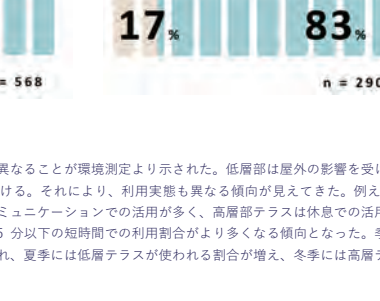 17% 83%
= 568 n = 290
異なることが環境測定より示された。低層部は屋外の影響を受け
ける。それにより、利用実態も異なる傾向が見えてきた。例え
ミュニケーションでの活用が多く、高層部テラスは休息での活用
5 分以下の短時間での利用割合がより多くなる傾向となった。
れ、夏季には低層テラスが使われる割合が増え、冬季には高層テ